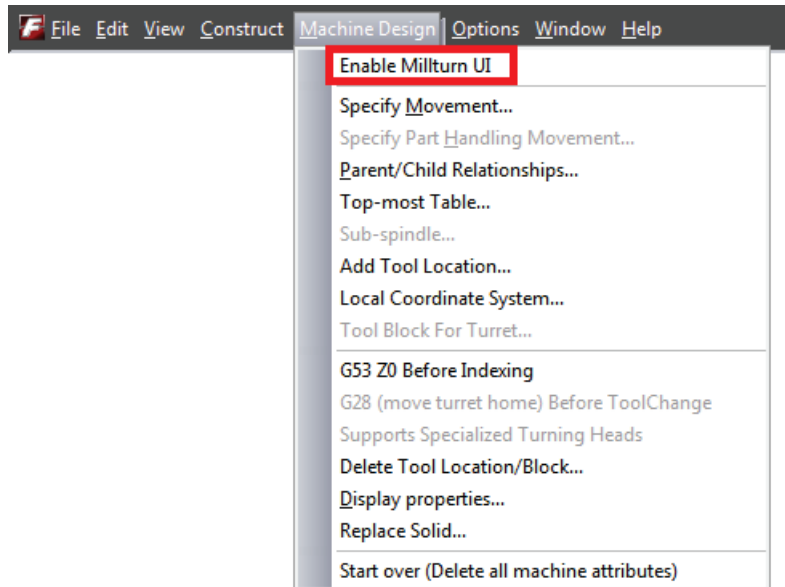 File Edit View Construct Machine Design Options Window Help
Enable Millturn UI
Specify Movement...
Specify Part Handling Movement...
Parent/Child Relationships...
Top-most Table...
Sub-spindle...
Add Tool Location...
Local Coordinate System...
Tool Block For Turret...
G53 Z0 Before Indexing
G28 (move turret home) Before ToolChange
Supports Specialized Turning Heads
Delete Tool Location/Block...
Display properties...
Replace Solid...
Start over (Delete all machine attributes)